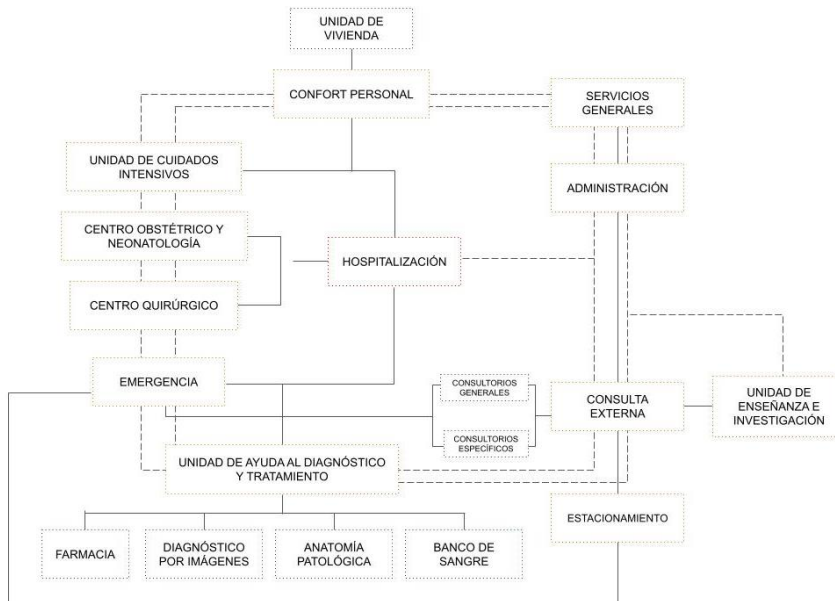 UNIDAD DE
VIVIENDA
CONFORT PERSONAL
SERVICIOS
GENERALES
UNIDAD DE CUIDADOS
INTENSIVOS
ADMINISTRACIÓN
CENTRO OBSTÉTRICO Y
NEONATOLOGÍA
HOSPITALIZACIÓN
CENTRO QUIRÚRGICO
EMERGENCIA
CONSULTORIOS
GENERALES
CONSULTA
EXTERNA
UNIDAD DE
ENSEÑANZA E
INVESTIGACIÓN
CONSULTORIOS
ESPECÍFICOS
UNIDAD DE AYUDA AL DIAGNÓSTICO
Y TRATAMIENTO
ESTACIONAMIENTO
FARMACIA
DIAGNÓSTICO
POR IMÁGENES
ANATOMÍA
PATOLÓGICA
BANCO DE
SANGRE